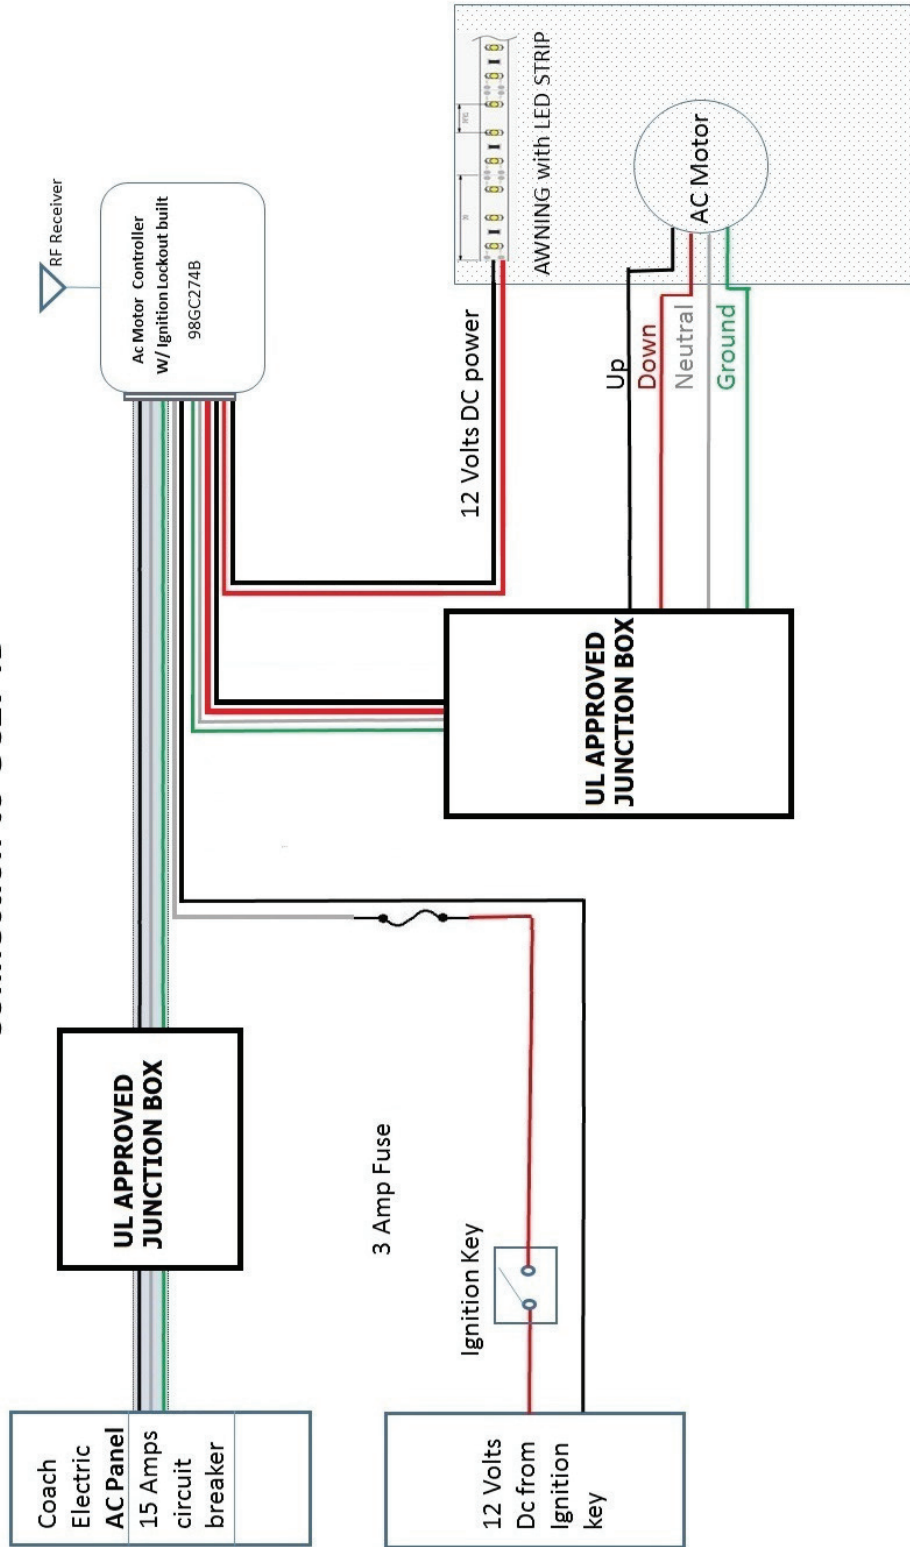 Coach
Electric
AC Panel
15 Amps
circuit
breaker
UL APPROVED
JUNCTION BOX
Ac Motor Controller
W/ Ignition Lockout built
98GC274B
RF Receiver
12 Volts
Dc from
Ignition
key
Ignition Key
3 Amp Fuse
UL APPROVED
JUNCTION BOX
12 Volts DC power
AWNING with LED STRIP
Up
Down
Neutral
Ground
AC Motor